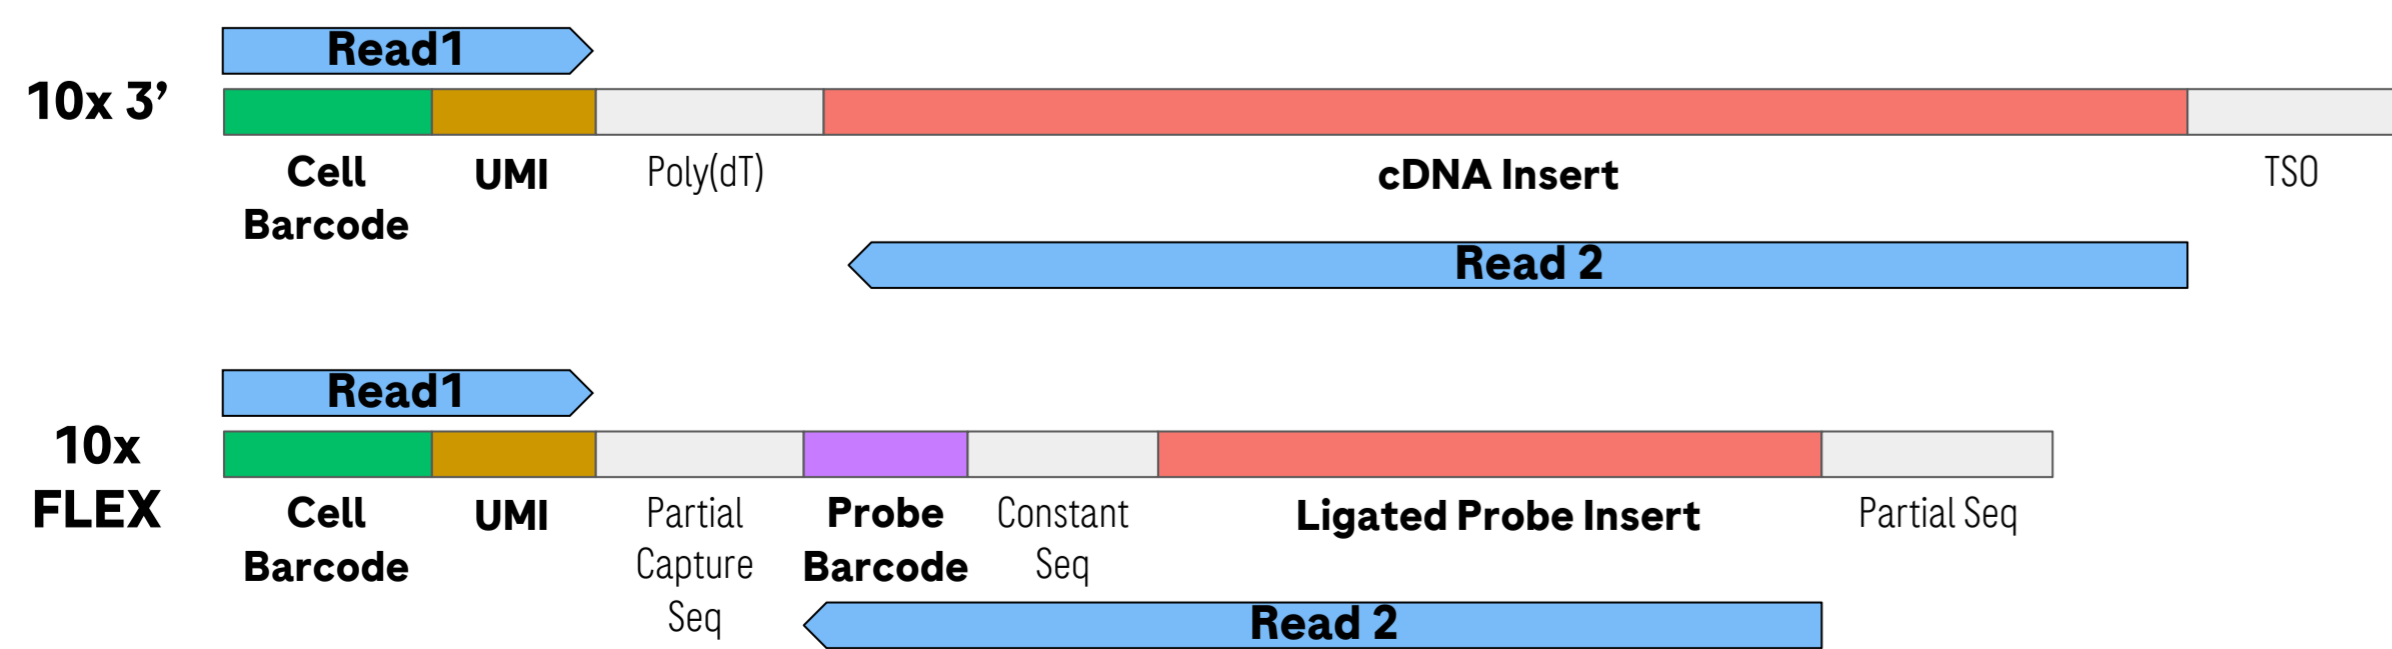 Read1
10x 3’
Cell
Barcode
UMI
Poly(dT)
cDNA Insert
TSO
Read 2
Read1
10x
FLEX
Cell
Barcode
UMI
Partial
Capture
Seq
Probe
Barcode
Constant
Seq
Ligated Probe Insert
Partial Seq
Read 2